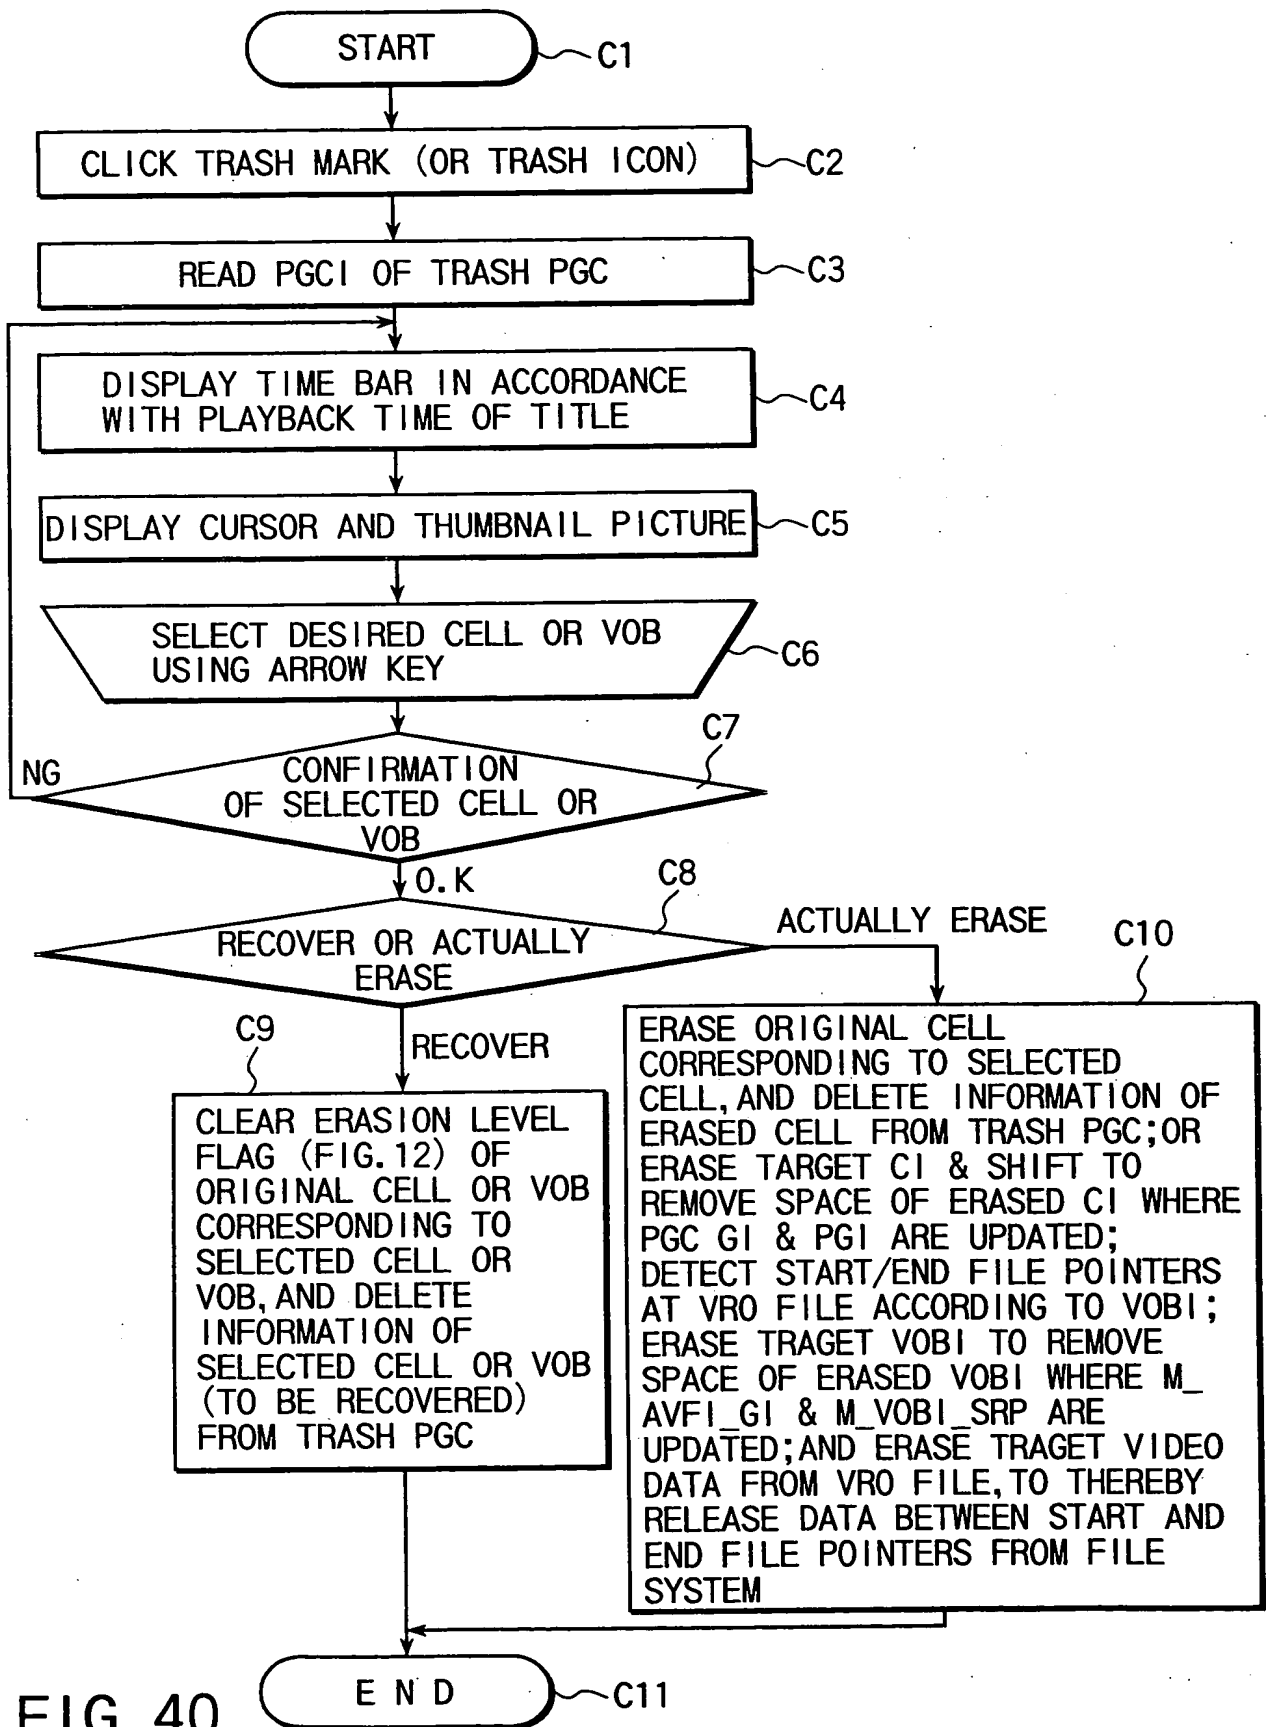 START
C1
CLICK TRASH MARK (OR TRASH ICON)
C2
READ PGCI OF TRASH PGC
C3
DISPLAY TIME BAR IN ACCORDANCE
WITH PLAYBACK TIME OF TITLE
C4
DISPLAY CURSOR AND THUMBNAIL PICTURE
C5
SELECT DESIRED CELL OR VOB
USING ARROW KEY
C6
C7
NG
CONFIRMATION
OF SELECTED CELL OR
VOB
O.K
C8
RECOVER OR ACTUALLY
ERASE
ACTUALLY ERASE
C10
C9
RECOVER
CLEAR ERASION LEVEL
FLAG (FIG.12) OF
ORIGINAL CELL OR VOB
CORRESPONDING TO
SELECTED CELL OR
VOB, AND DELETE
INFORMATION OF
SELECTED CELL OR VOB
(TO BE RECOVERED)
FROM TRASH PGC
ERASE ORIGINAL CELL
CORRESPONDING TO SELECTED
CELL, AND DELETE INFORMATION OF
ERASED CELL FROM TRASH PGC;OR
ERASE TARGET CI & SHIFT TO
REMOVE SPACE OF ERASED CI WHERE
PGC GI & PGI ARE UPDATED;
DETECT START/END FILE POINTERS
AT VRO FILE ACCORDING TO VOBI;
ERASE TRAGET VOBI TO REMOVE
SPACE OF ERASED VOBI WHERE M_
AVFI_GI & M_VOBI_SRP ARE
UPDATED;AND ERASE TRAGET VIDEO
DATA FROM VRO FILE, TO THEREBY
RELEASE DATA BETWEEN START AND
END FILE POINTERS FROM FILE
SYSTEM
END
C11
FIG. 40